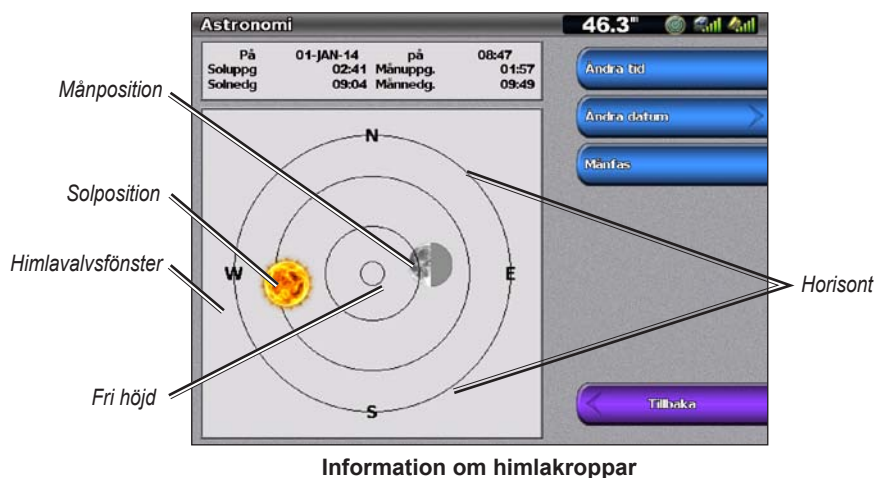 Astronomi
46.3"
På 01-JAN-14 på 08:47
Soluppg 02:41 Månuppg. 01:57
Solnedg 09:04 Månnedg. 09:49
Ändra tid
Ändra datum
Månfas
Månposition
N
Solposition
Himlavalvsfönster
W
E
Horisont
Fri höjd
S
Tillbaka
Information om himlakroppar